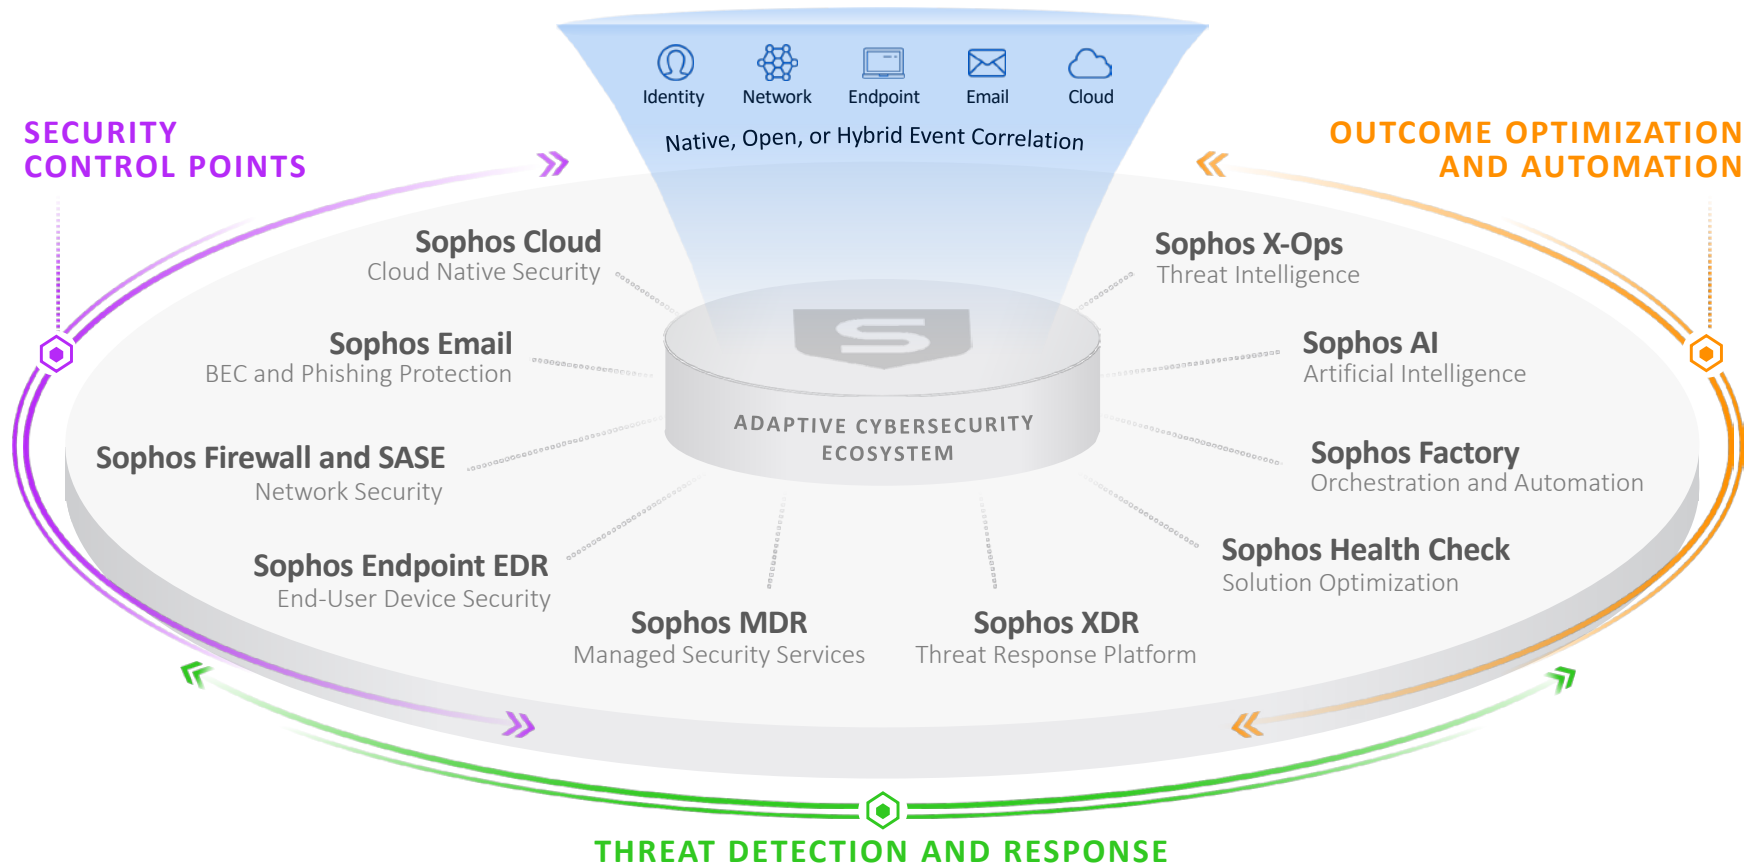 Identity
Network
Endpoint
Email
Cloud
Native, Open, or Hybrid Event Correlation
SECURITY
CONTROL POINTS
OUTCOME OPTIMIZATION
AND AUTOMATION
Sophos Cloud
Cloud Native Security
Sophos X-Ops
Threat Intelligence
Sophos Email
BEC and Phishing Protection
Sophos AI
Artificial Intelligence
S
ADAPTIVE CYBERSECURITY
ECOSYSTEM
Sophos Firewall and SASE
Network Security
Sophos Factory
Orchestration and Automation
Sophos Endpoint EDR
End-User Device Security
Sophos Health Check
Solution Optimization
Sophos MDR
Managed Security Services
Sophos XDR
Threat Response Platform
THREAT DETECTION AND RESPONSE